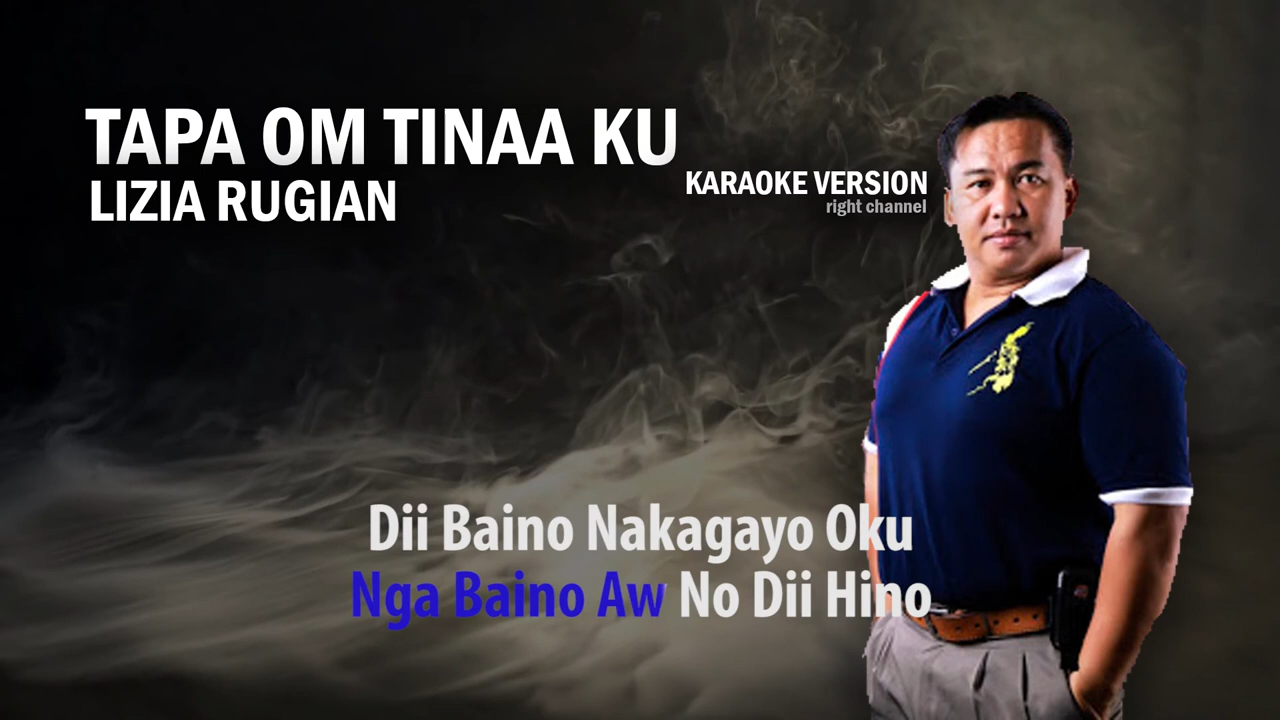 TAPA OM TINAA KU
LIZIA RUGIAN
KARAOKE VERSION
right channel
Dii Baino Nakagayo Oku
Nga Baino Aw No Dii Hino